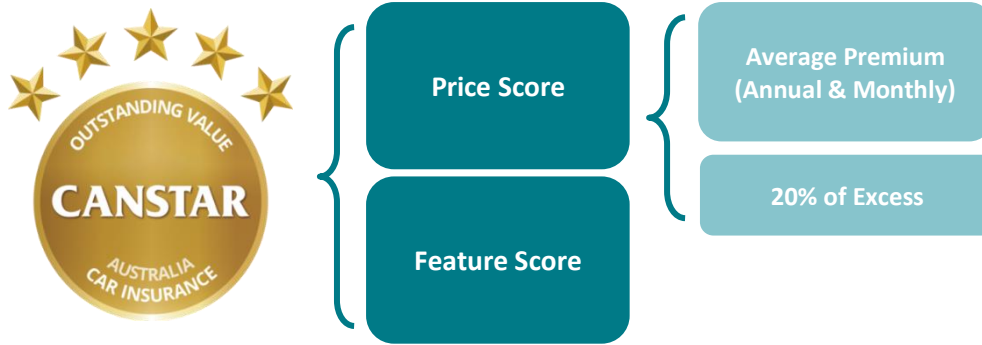 OUTSTANDING VALUE
CANSTAR
AUSTRALIA
CAR INSURANCE
Price Score
Feature Score
Average Premium
(Annual & Monthly)
20% of Excess